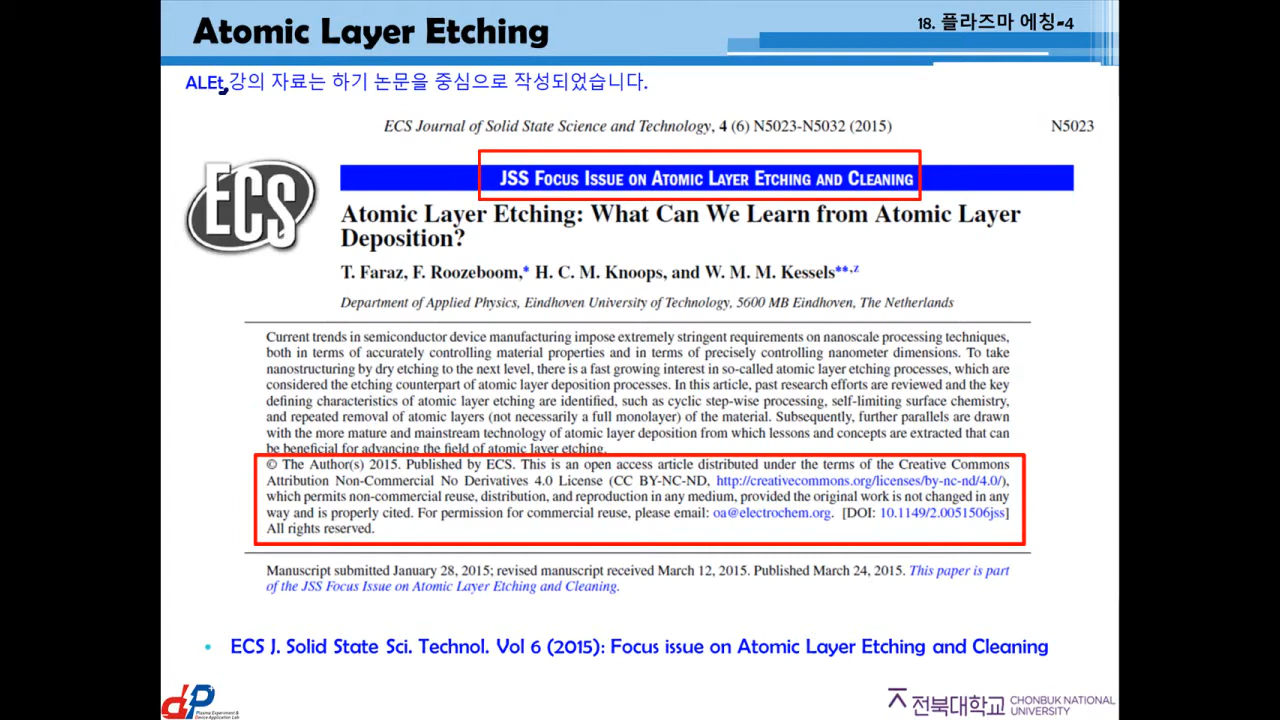 Atomic Layer Etching
18. 플라즈마 에칭-4
ALEt 강의 자료는 하기 논문을 중심으로 작성되었습니다.
ECS Journal of Solid State Science and Technology, 4 (6) N5023-N5032 (2015)
N5023
ECS
JSS Focus Issue on Atomic Layer Etching and Cleaning
Atomic Layer Etching: What Can We Learn from Atomic Layer
Deposition?
T. Faraz, F. Roozeboom,* H. C. M. Knoops, and W. M. M. Kessels**,z
Department of Applied Physics, Eindhoven University of Technology, 5600 MB Eindhoven, The Netherlands
Current trends in semiconductor device manufacturing impose extremely stringent requirements on nanoscale processing techniques,
both in terms of accurately controlling material properties and in terms of precisely controlling nanometer dimensions. To take
nanostructuring by dry etching to the next level, there is a fast growing interest in so-called atomic layer etching processes, which are
considered the etching counterpart of atomic layer deposition processes. In this article, past research efforts are reviewed and the key
defining characteristics of atomic layer etching are identified, such as cyclic step-wise processing, self-limiting surface chemistry,
and repeated removal of atomic layers (not necessarily a full monolayer) of the material. Subsequently, further parallels are drawn
with the more mature and mainstream technology of atomic layer deposition from which lessons and concepts are extracted that can
be beneficial for advancing the field of atomic layer etching.
© The Author(s) 2015. Published by ECS. This is an open access article distributed under the terms of the Creative Commons
Attribution Non-Commercial No Derivatives 4.0 License (CC BY-NC-ND, http://creativecommons.org/licenses/by-nc-nd/4.0/),
which permits non-commercial reuse, distribution, and reproduction in any medium, provided the original work is not changed in any
way and is properly cited. For permission for commercial reuse, please email: oa@electrochem.org. [DOI: 10.1149/2.0051506jss]
All rights reserved.
Manuscript submitted January 28, 2015; revised manuscript received March 12, 2015. Published March 24, 2015. This paper is part
of the JSS Focus Issue on Atomic Layer Etching and Cleaning.
• ECS J. Solid State Sci. Technol. Vol 6 (2015): Focus issue on Atomic Layer Etching and Cleaning
dP Plasma Experiment &
Device Application Lab
전북대학교 CHONBUK NATIONAL
UNIVERSITY